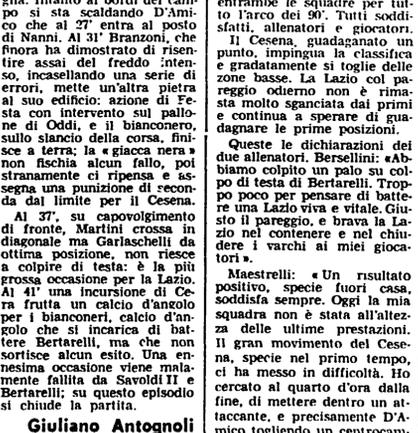 po si sta scaldando D'Ami-
co che al 27' entra al posto
di Nanni. Al 31' Branzoni, che
finora ha dimostrato di risen-
tire assai del freddo inten-
so, incasellando una serie di
errori, mette un'altra pietra
al suo edificio: azione di Fe-
sta con intervento sul pallo-
ne di Oddi, e il bianconero,
sullo slancio della corsa, fini-
sce a terra; la « giacca nera »
non fischia alcun fallo, poi
stranamente ci ripensa e as-
segna una punizione di secon-
da dal limite per il Cesena.
Al 37', su capovolgimento
di fronte, Martini crossa in
diagonale ma Garlaschelli da
ottima posizione, non riesce
a colpire di testa: è la più
grossa occasione per la Lazio.
Al 41' una incursione di Ce-
ra frutta un calcio d'angolo
per i bianconeri, calcio d'an-
golo che si incarica di bat-
tere Bertarelli, ma che non
sortisce alcun esito. Una en-
nesima occasione viene mala-
mente fallita da Savoldi II e
Bertarelli; su questo episodio
si chiude la partita.
Giuliano Antognoli
entrambe le squadre per tut-
to l'arco dei 90'. Tutti soddi-
sfatti, allenatori e giocatori.
Il Cesena, guadagnato un
punto, impingua la classifica
e gradatamente si toglie delle
zone basse. La Lazio col pa-
reggio odierno non è rima-
sta molto sganciata dai primi
e continua a sperare di gua-
dagnare le prime posizioni.
Queste le dichiarazioni dei
due allenatori. Bersellini: «Ab-
biamo colpito un palo su col-
po di testa di Bertarelli. Trop-
po poco per pensare di batte-
re una Lazio viva e vitale. Giu-
sto il pareggio, e brava la La-
zio nel contenere e nel chiu-
dere i varchi ai miei gioca-
tori ».
Maestrelli: « Un risultato
positivo, specie fuori casa,
soddisfa sempre. Oggi la mia
squadra non è stata all'altez-
za delle ultime prestazioni.
Il gran movimento del Cese-
na, specie nel primo tempo,
ci ha messo in difficoltà. Ho
cercato al quarto d'ora dalla
fine, di mettere dentro un at-
taccante, e precisamente D'A-
mico togliendo un centrocam-